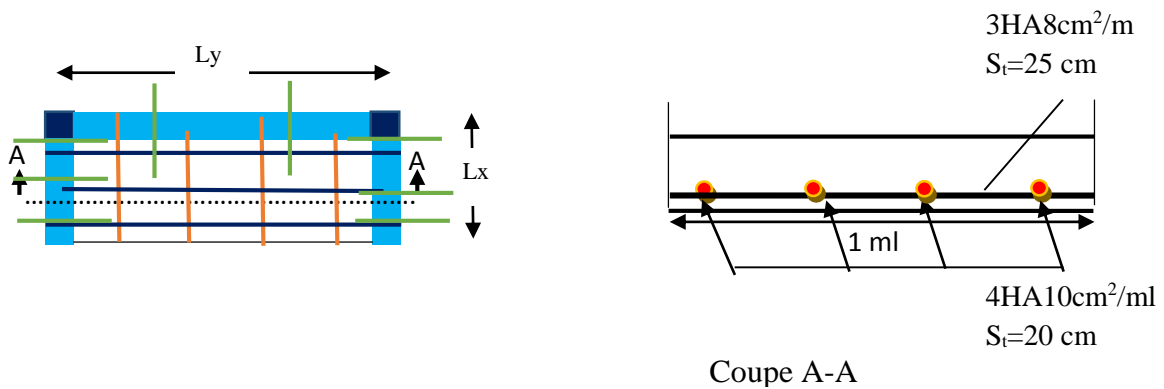 Ly
A
A
Lx
3HA8cm²/m
Sₜ=25 cm
1 ml
4HA10cm²/ml
Sₜ=20 cm
Coupe A-A